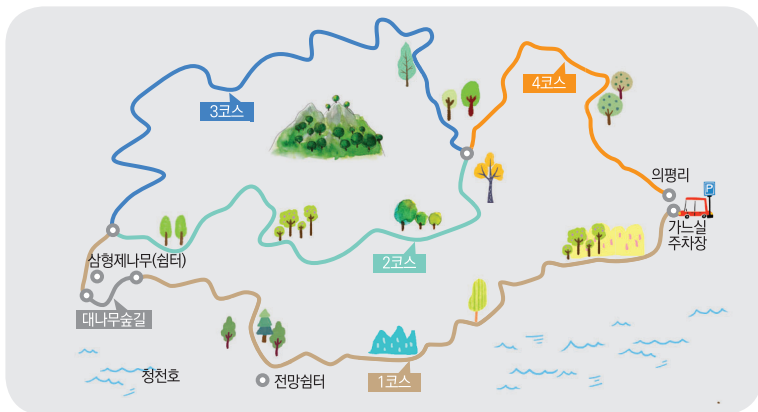 3코스
4코스
의평리
P
가느실
주차장
2코스
삼형제나무(쉼터)
대나무숲길
1코스
전망쉼터
청천호